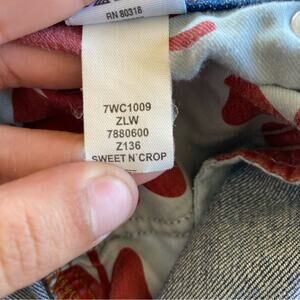 RN 80318
7WC1009
ZLW
7880600
Z136
SWEET N' CROP